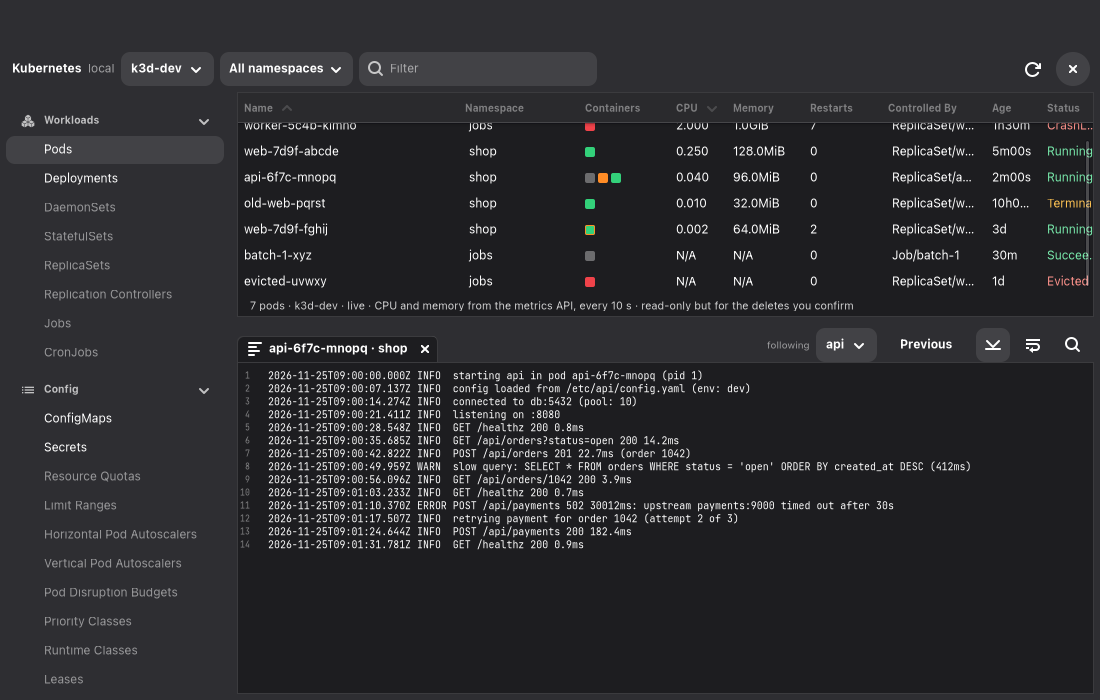 Kubernetes local k3d-dev All namespaces Filter
Workloads
Pods
Deployments
DaemonSets
StatefulSets
ReplicaSets
Replication Controllers
Jobs
CronJobs
Config
ConfigMaps
Secrets
Resource Quotas
Limit Ranges
Horizontal Pod Autoscalers
Vertical Pod Autoscalers
Pod Disruption Budgets
Priority Classes
Runtime Classes
Leases
Name Namespace Containers CPU Memory Restarts Controlled By Age Status
worker-5c4b-klmno jobs 2.000 1.0GiB 7 ReplicaSet/w... 1h30m CrashL...
web-7d9f-abcde shop 0.250 128.0MiB 0 ReplicaSet/w... 5m00s Running
api-6f7c-mnopq shop 0.040 96.0MiB 0 ReplicaSet/a... 2m00s Running
old-web-pqrst shop 0.010 32.0MiB 0 ReplicaSet/w... 10h0... Termina
web-7d9f-fghij shop 0.002 64.0MiB 2 ReplicaSet/w... 3d Running
batch-1-xyz jobs N/A N/A 0 Job/batch-1 30m Succee...
evicted-uvwxy jobs N/A N/A 0 ReplicaSet/w... 1d Evicted
7 pods · k3d-dev · live · CPU and memory from the metrics API, every 10 s · read-only but for the deletes you confirm
api-6f7c-mnopq · shop following api Previous
1 2026-11-25T09:00:00.000Z INFO starting api in pod api-6f7c-mnopq (pid 1)
2 2026-11-25T09:00:07.137Z INFO config loaded from /etc/api/config.yaml (env: dev)
3 2026-11-25T09:00:14.274Z INFO connected to db:5432 (pool: 10)
4 2026-11-25T09:00:21.411Z INFO listening on :8080
5 2026-11-25T09:00:28.548Z INFO GET /healthz 200 0.8ms
6 2026-11-25T09:00:35.685Z INFO GET /api/orders?status=open 200 14.2ms
7 2026-11-25T09:00:42.822Z INFO POST /api/orders 201 22.7ms (order 1042)
8 2026-11-25T09:00:49.959Z WARN slow query: SELECT * FROM orders WHERE status = 'open' ORDER BY created_at DESC (412ms)
9 2026-11-25T09:00:56.096Z INFO GET /api/orders/1042 200 3.9ms
10 2026-11-25T09:01:03.233Z INFO GET /healthz 200 0.7ms
11 2026-11-25T09:01:10.370Z ERROR POST /api/payments 502 30012ms: upstream payments:9000 timed out after 30s
12 2026-11-25T09:01:17.507Z INFO retrying payment for order 1042 (attempt 2 of 3)
13 2026-11-25T09:01:24.644Z INFO POST /api/payments 200 182.4ms
14 2026-11-25T09:01:31.781Z INFO GET /healthz 200 0.9ms